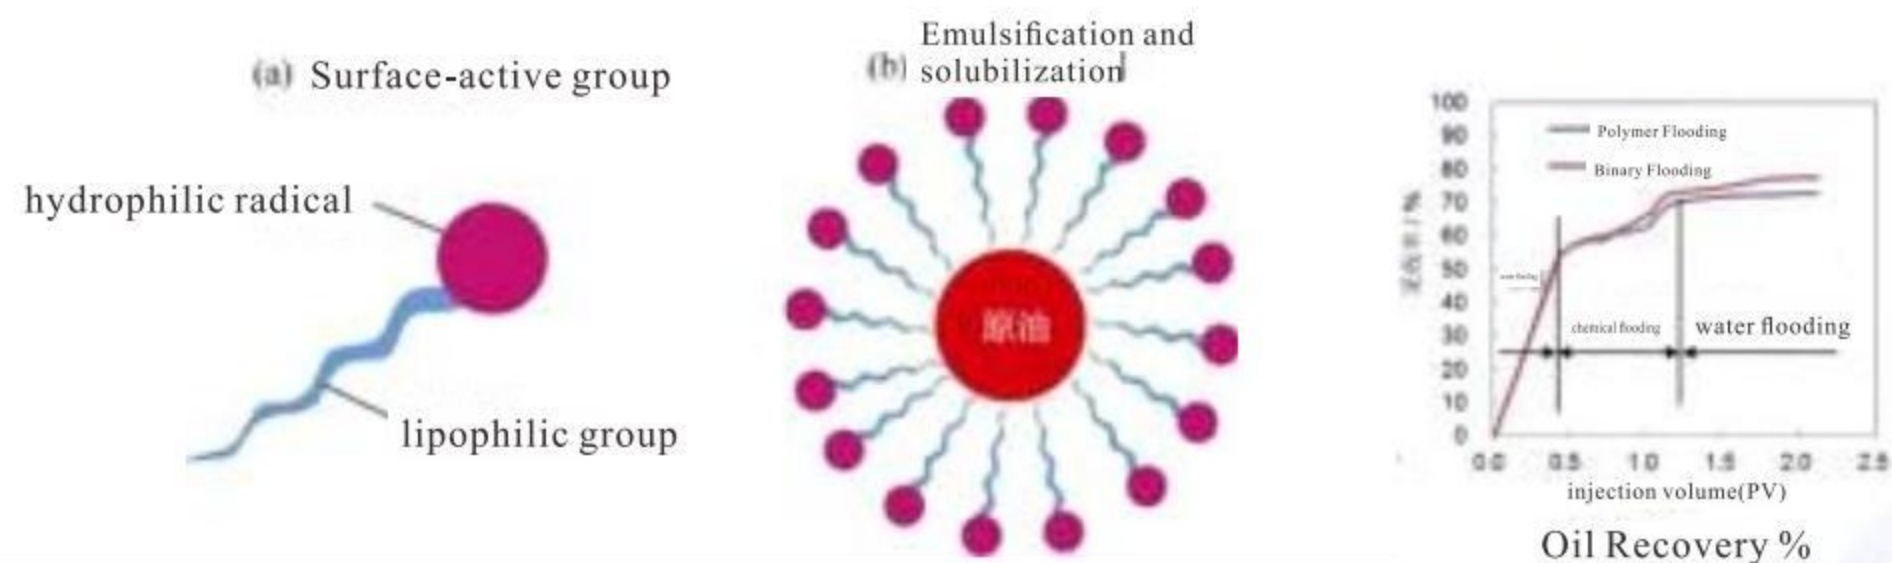 (a) Surface-active group
hydrophilic radical
lipophilic group
(b) Emulsification and
solubilization
原油
100
90
80
70
60
50
40
30
20
10
0
Polymer Flooding
Binary Flooding
chemical flooding
water flooding
0.0 0.5 1.0 1.5 2.0 2.5
injection volume(PV)
Oil Recovery %